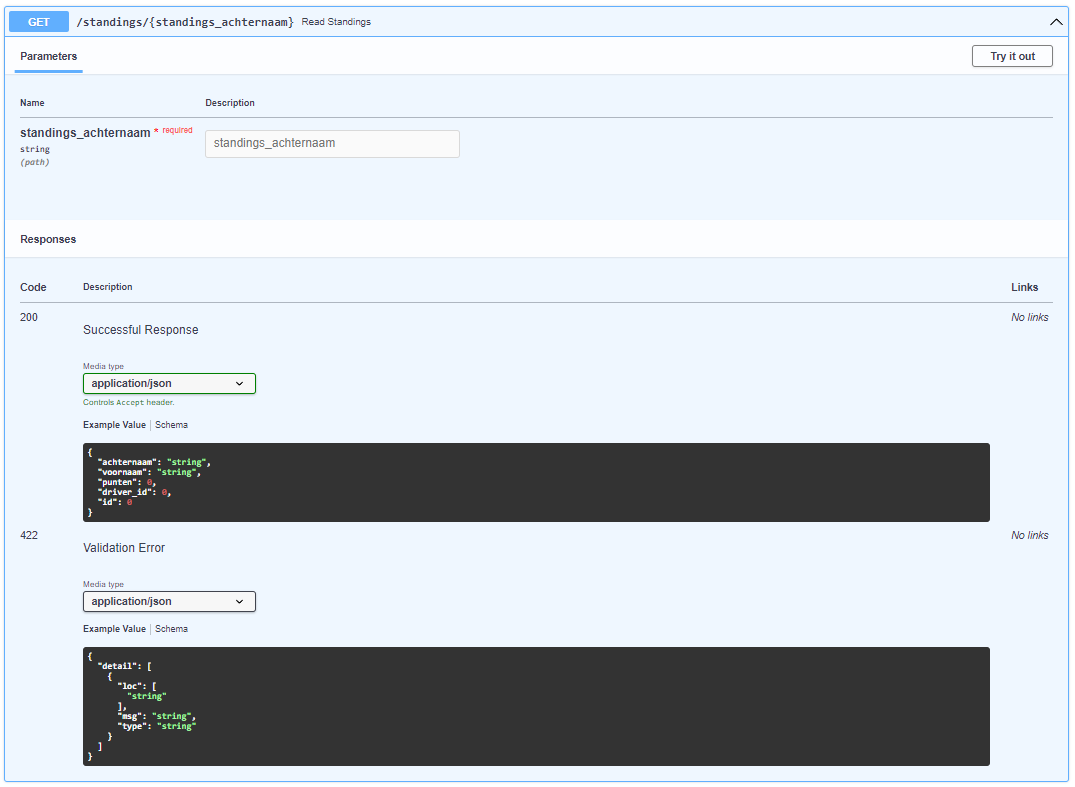 GET /standings/{standings_achternaam} Read Standings
Parameters
Try it out
Name Description
standings_achternaam * required
string
(path)
standings_achternaam
Responses
Code Description Links
200 No links
Successful Response
Media type
application/json
Controls Accept header.
Example Value | Schema
{
"achternaam": "string",
"voornaam": "string",
"punten": 0,
"driver_id": 0,
"id": 0
}
422 No links
Validation Error
Media type
application/json
Example Value | Schema
{
"detail": [
{
"loc": [
"string"
],
"msg": "string",
"type": "string"
}
]
}